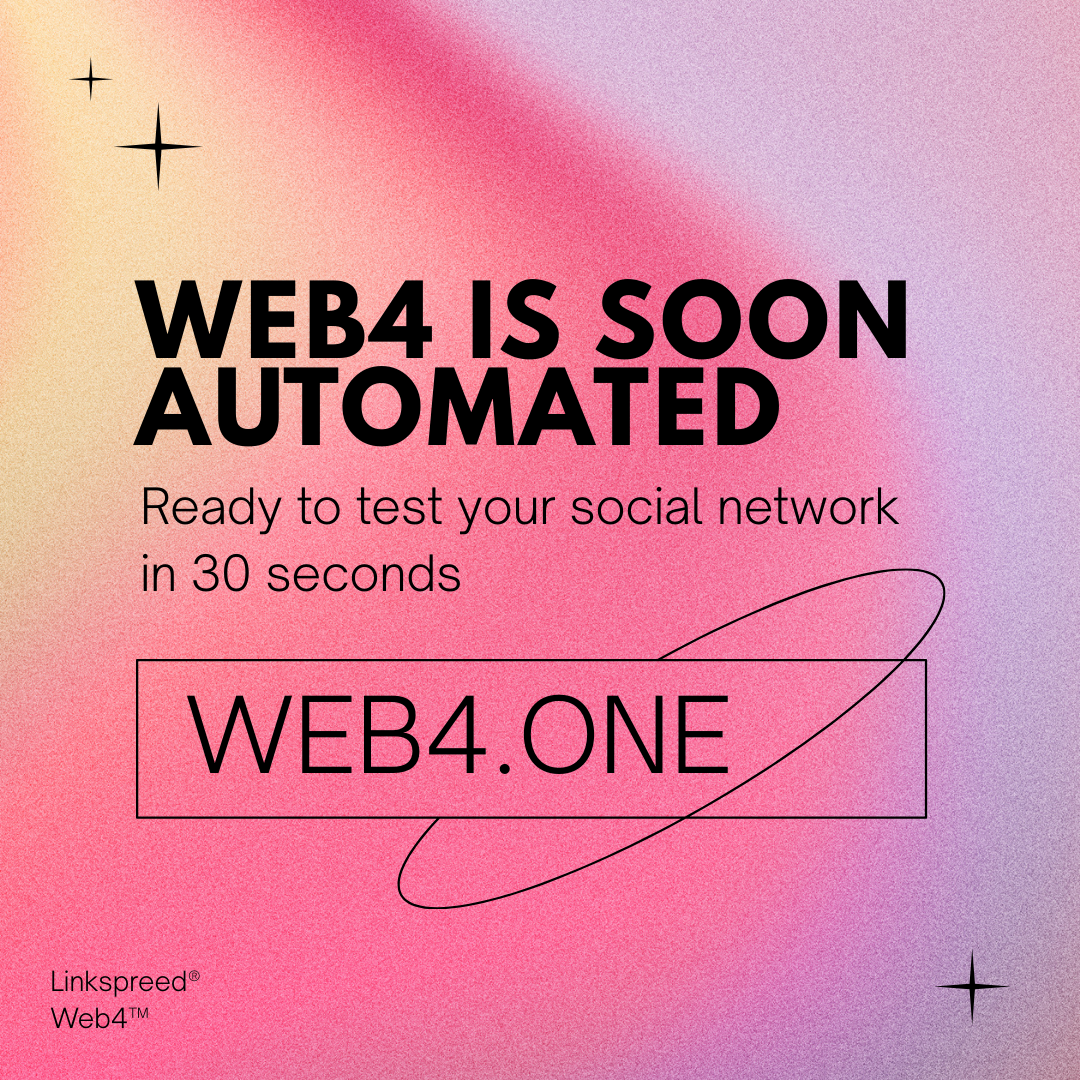 WEB4 IS SOON
AUTOMATED
Ready to test your social network
in 30 seconds
WEB4.ONE
Linkspreed®
Web4™